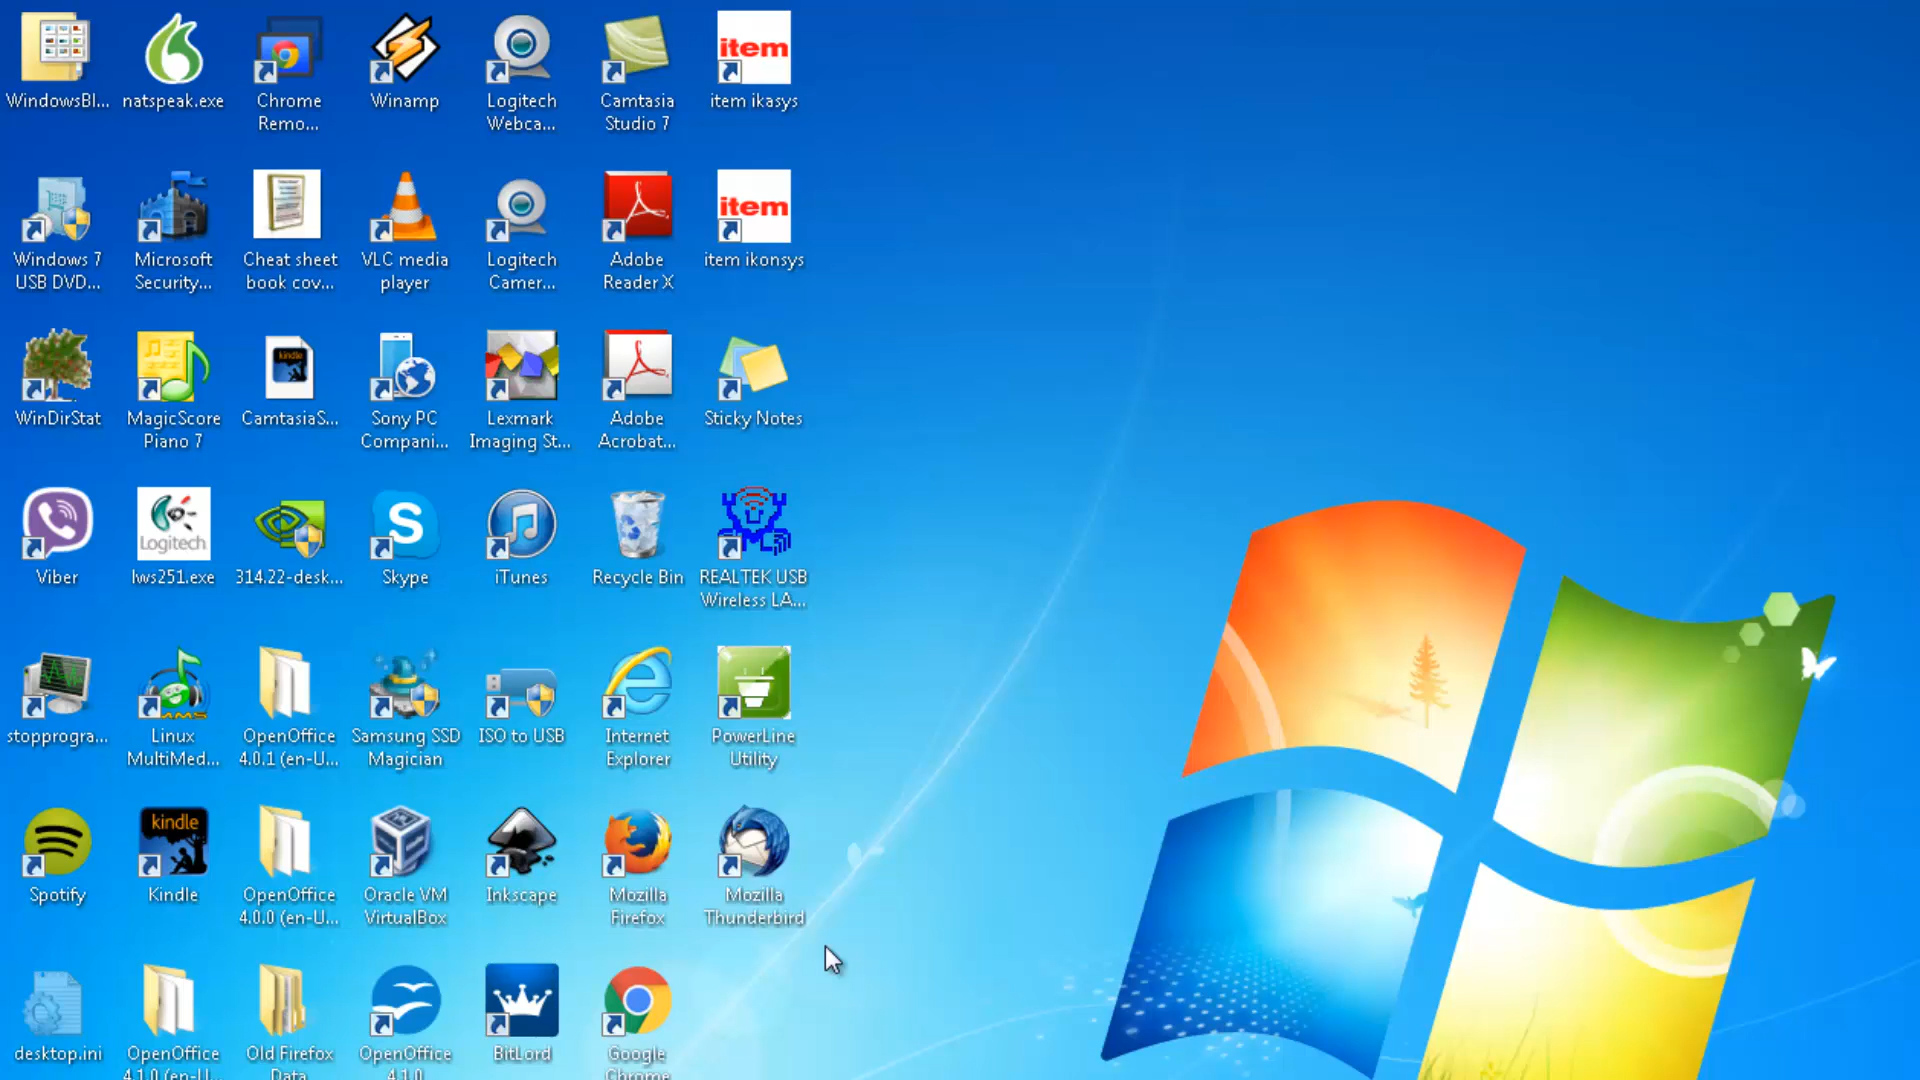 item
WindowsBl...
natspeak.exe
Chrome
Remo...
Winamp
Logitech
Webca...
Camtasia
Studio 7
item ikasys
item
Windows 7
USB DVD...
Microsoft
Security...
Cheat sheet
book cov...
VLC media
player
Logitech
Camer...
Adobe
Reader X
item ikonsys
kindle
WinDirStat
MagicScore
Piano 7
CamtasiaS...
Sony PC
Compani...
Lexmark
Imaging St...
Adobe
Acrobat...
Sticky Notes
Logitech
S
Viber
lws251.exe
314.22-desk...
Skype
iTunes
Recycle Bin
REALTEK USB
Wireless LA...
stopprogra...
Linux
MultiMed...
OpenOffice
4.0.1 (en-U...
Samsung SSD
Magician
ISO to USB
Internet
Explorer
PowerLine
Utility
kindle
Spotify
Kindle
OpenOffice
4.0.0 (en-U...
Oracle VM
VirtualBox
Inkscape
Mozilla
Firefox
Mozilla
Thunderbird
desktop.ini
OpenOffice
4.1.0 (en-U...
Old Firefox
Data
OpenOffice
4.1.0
BitLord
Google
Chrome